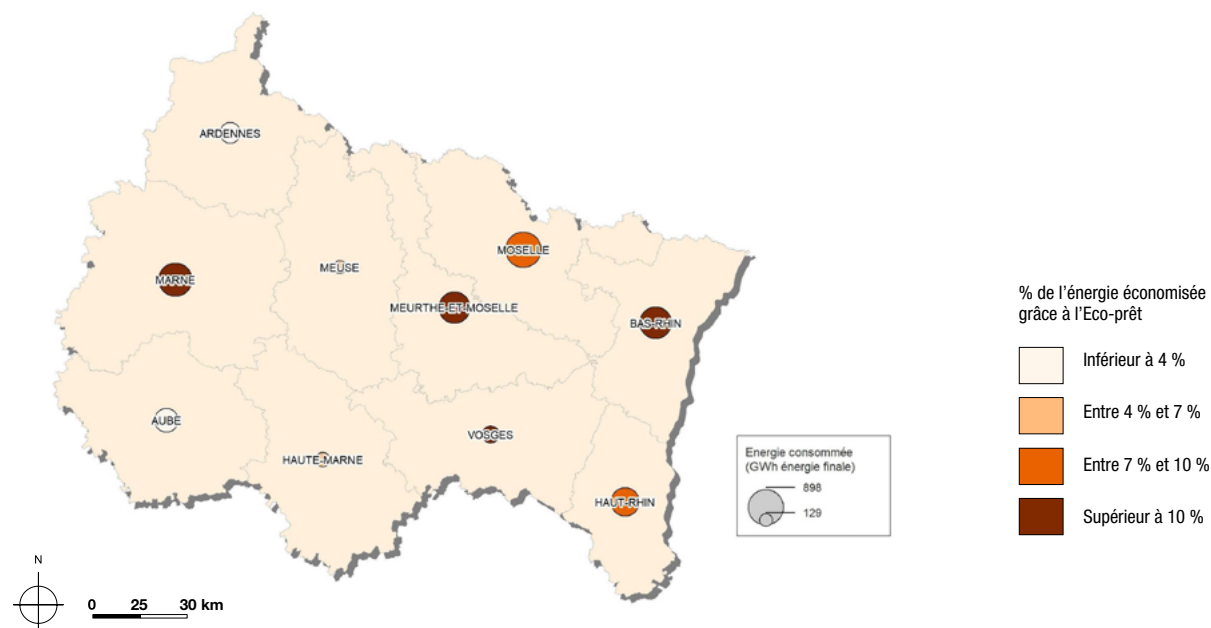 ARDENNES
MOSELLE
MEUSE
MARNE
MEURTHE-ET-MOSELLE
BAS-RHIN
AUBE
VOSGES
HAUTE-MARNE
HAUT-RHIN
Energie consommée
(GWh énergie finale)
898
129
% de l'énergie économisée
grâce à l'Eco-prêt
Inférieur à 4 %
Entre 4 % et 7 %
Entre 7 % et 10 %
Supérieur à 10 %
N
0 25 30 km